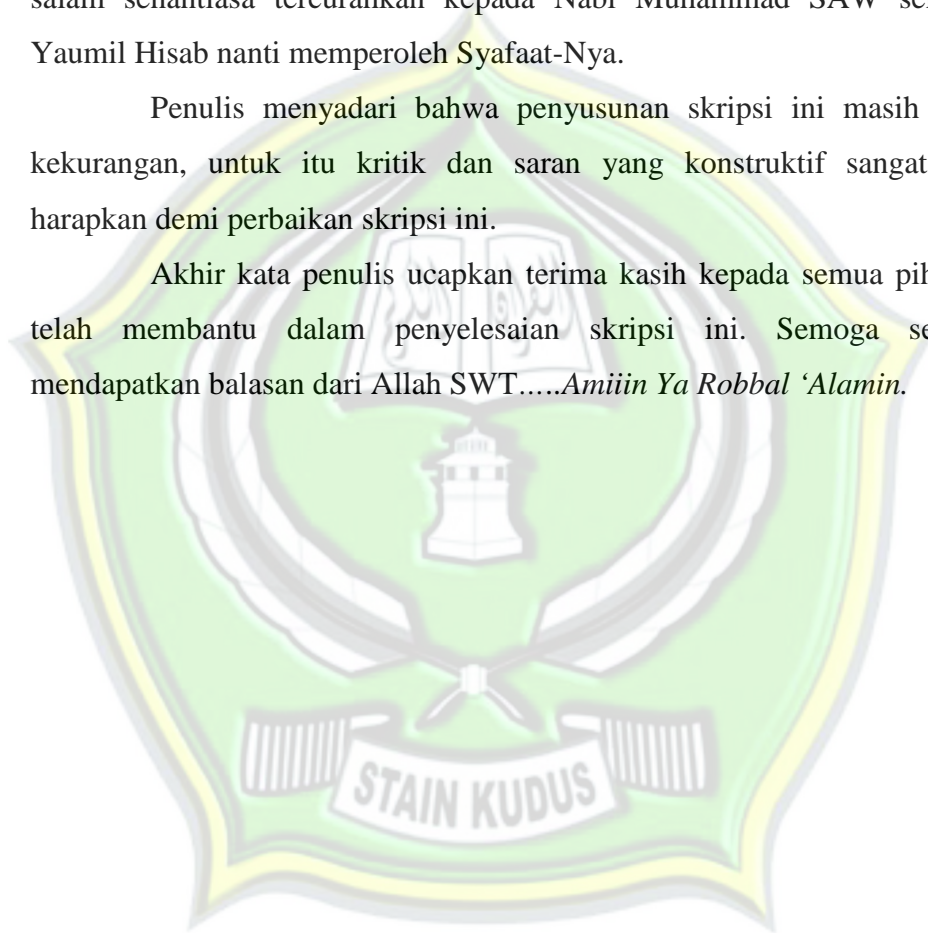 salam senantiasa tercurahkan kepada Nabi Muhammad SAW
Yaumil Hisab nanti memperoleh Syafaat-Nya.
Penulis menyadari bahwa penyusunan skripsi ini masih
kekurangan, untuk itu kritik dan saran yang konstruktif sangat
harapkan demi perbaikan skripsi ini.
Akhir kata penulis ucapkan terima kasih kepada semua
telah membantu dalam penyelesaian skripsi ini. Semoga
mendapatkan balasan dari Allah SWT.....Amiiin Ya Robbal ‘Alamin.
STAIN KUDUS